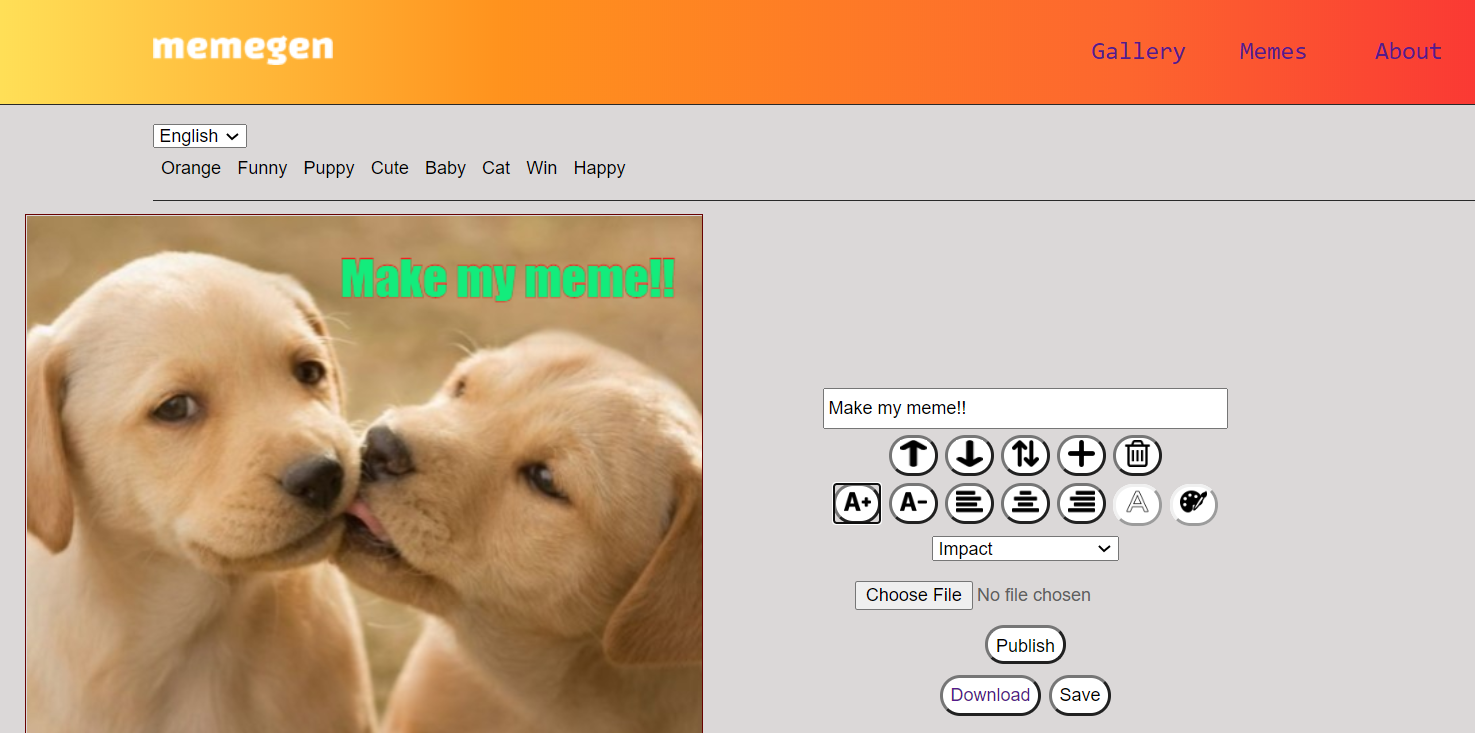 memegen
Gallery Memes About
English
Orange Funny Puppy Cute Baby Cat Win Happy
Make my meme!!
Make my meme!!
A+ A- A
Impact
Choose File No file chosen
Publish
Download Save